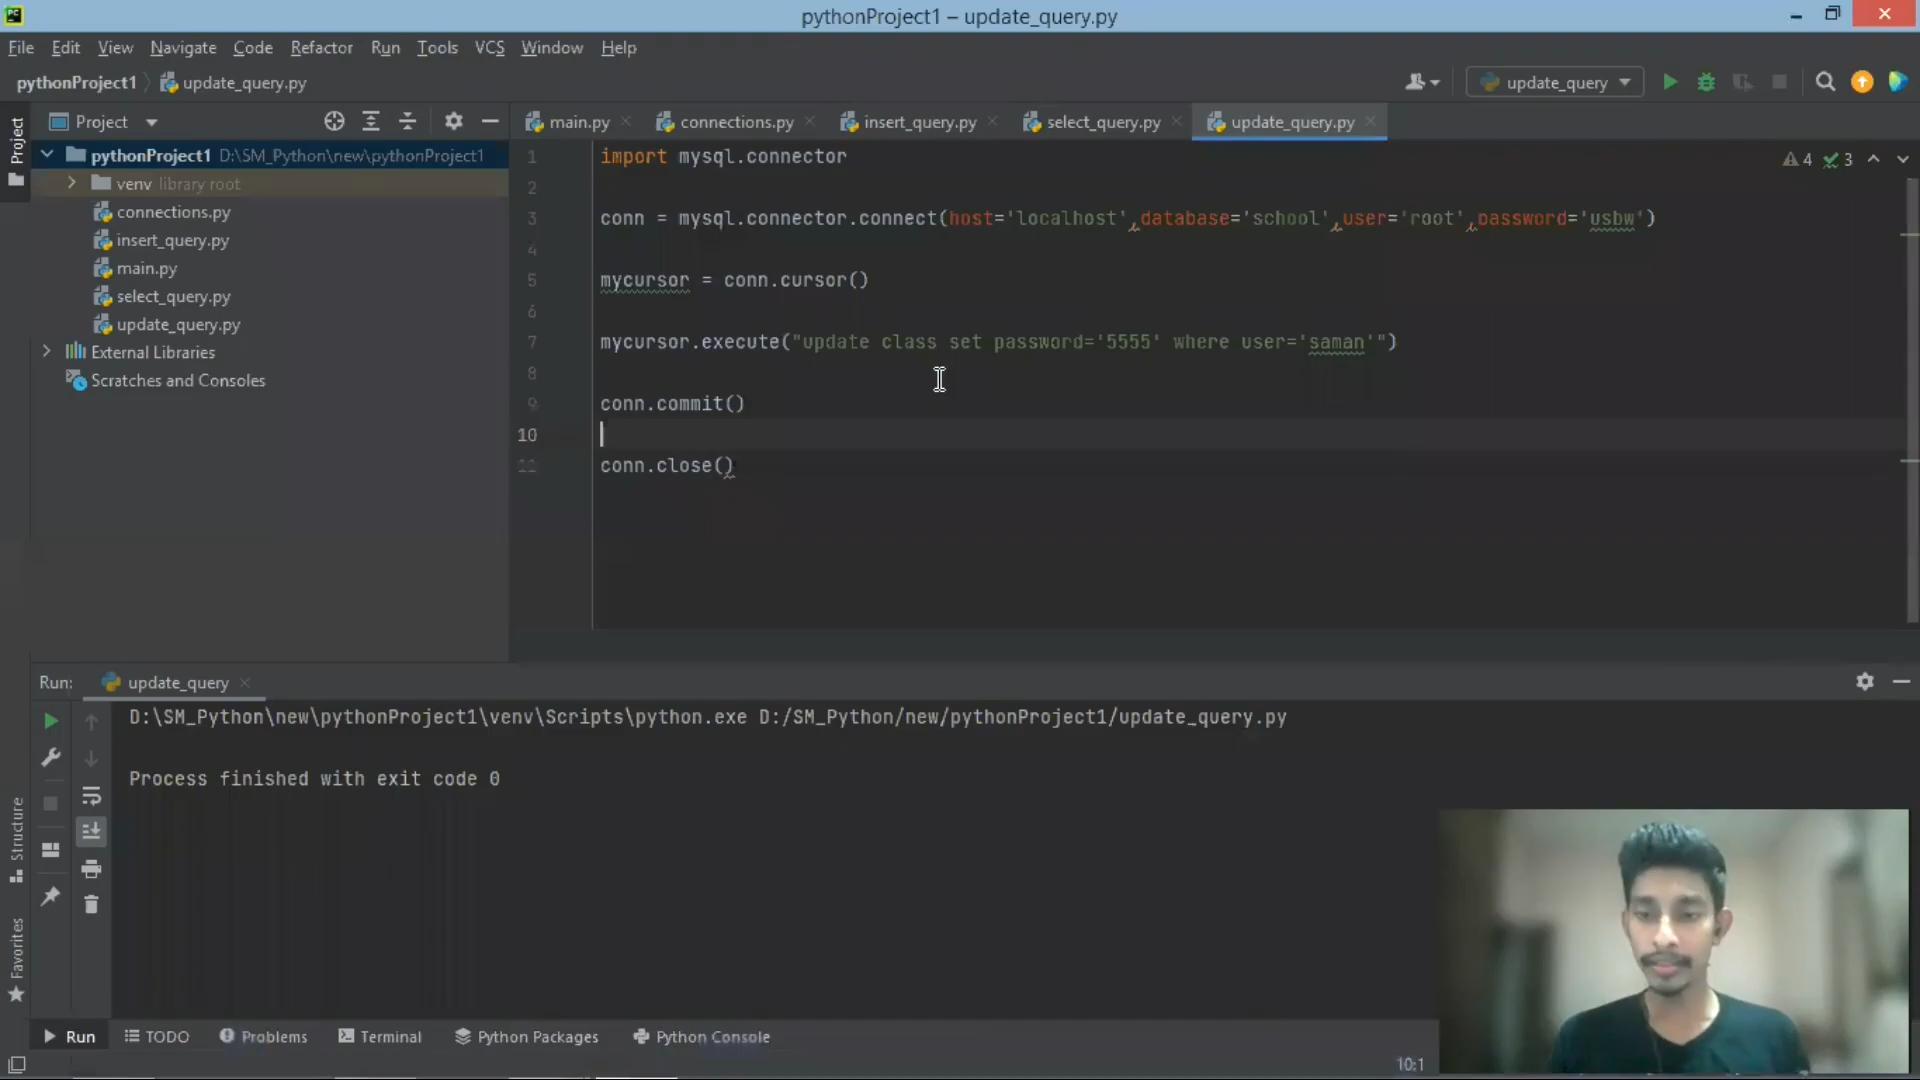 pythonProject1 – update_query.py
File Edit View Navigate Code Refactor Run Tools VCS Window Help
pythonProject1 update_query.py
update_query
Project
Project
main.py connections.py insert_query.py select_query.py update_query.py
pythonProject1 D:\SM_Python\new\pythonProject1
venv library root
connections.py
insert_query.py
main.py
select_query.py
update_query.py
External Libraries
Scratches and Consoles
4 3
1 import mysql.connector
2
3 conn = mysql.connector.connect(host='localhost',database='school',user='root',password='usbw')
4
5 mycursor = conn.cursor()
6
7 mycursor.execute("update class set password='5555' where user='saman'")
8
9 conn.commit()
10
11 conn.close()
Run: update_query
D:\SM_Python\new\pythonProject1\venv\Scripts\python.exe D:/SM_Python/new/pythonProject1/update_query.py
Process finished with exit code 0
Structure
Favorites
Run TODO Problems Terminal Python Packages Python Console
10:1